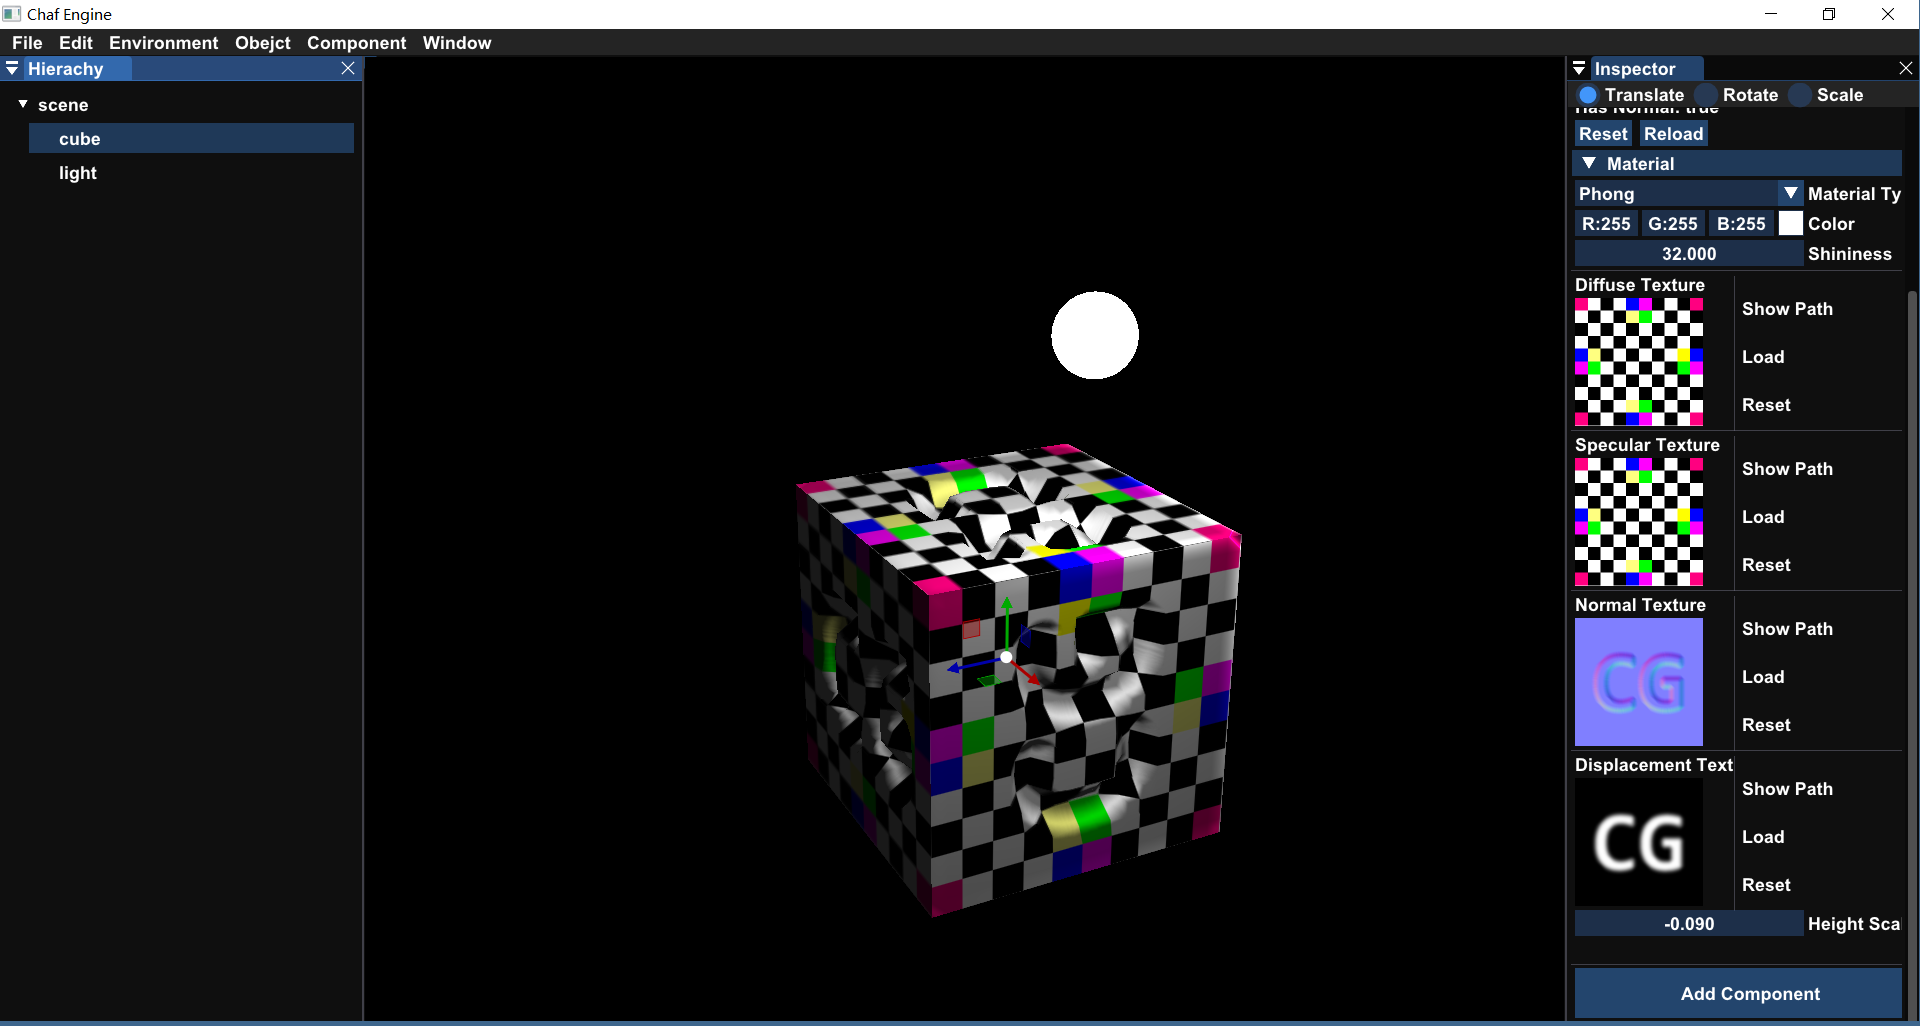 Chaf Engine
File Edit Environment Obejct Component Window
Hierachy
scene
cube
light
Inspector
Translate Rotate Scale
Has Normal: true
Reset Reload
Material
Phong Material Ty
R:255 G:255 B:255 Color
32.000 Shininess
Diffuse Texture
Show Path
Load
Reset
Specular Texture
Show Path
Load
Reset
Normal Texture
CG
Show Path
Load
Reset
Displacement Text
CG
Show Path
Load
Reset
-0.090 Height Sca
Add Component